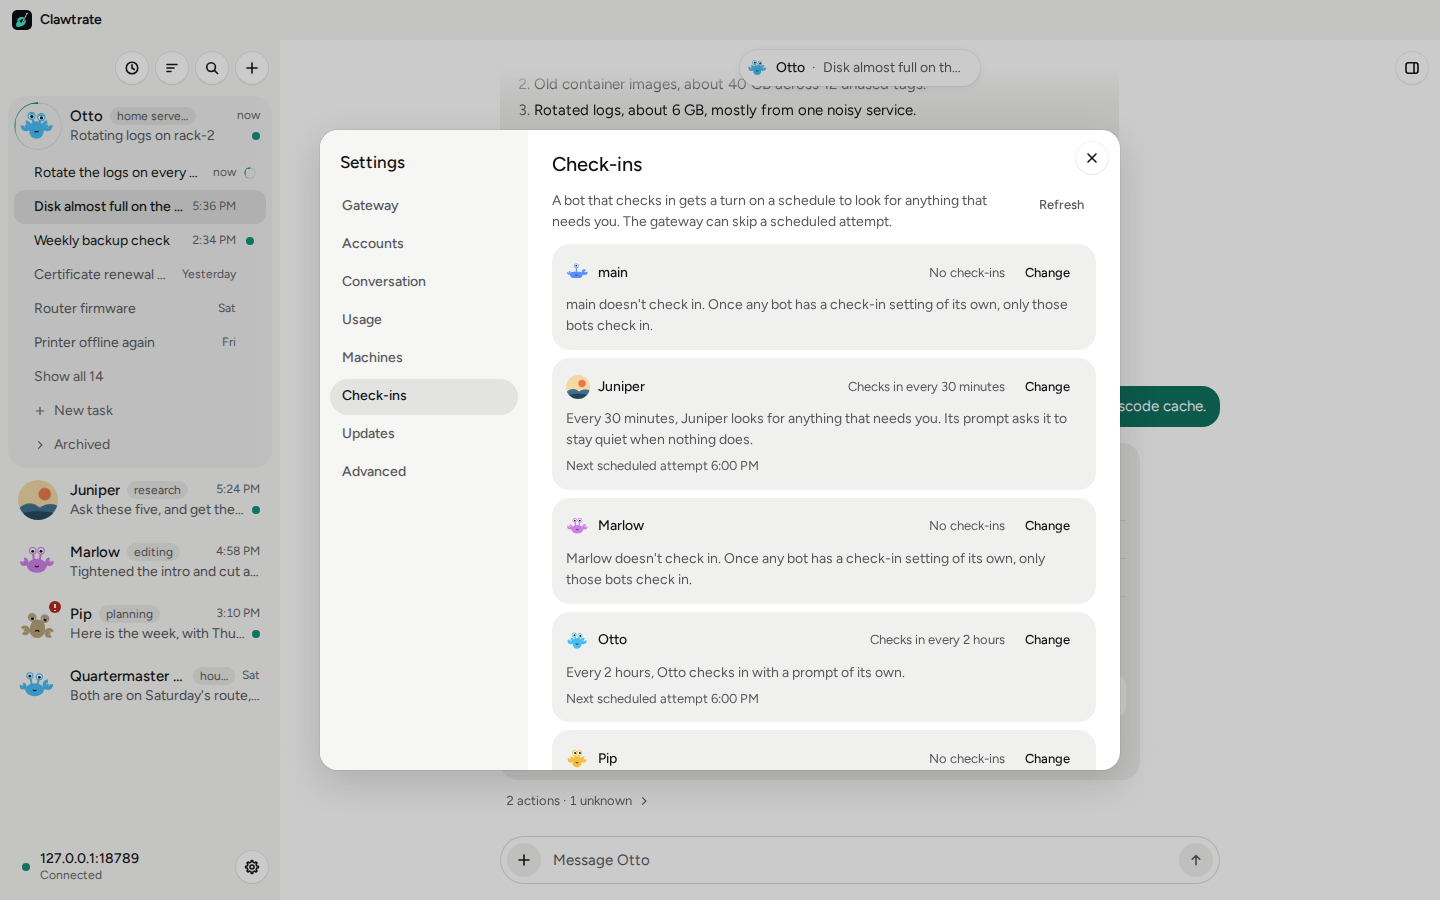 Clawtrate
Otto home serve... now
Rotating logs on rack-2
Rotate the logs on every ... now
Disk almost full on the ... 5:36 PM
Weekly backup check 2:34 PM
Certificate renewal ... Yesterday
Router firmware Sat
Printer offline again Fri
Show all 14
New task
Archived
Juniper research 5:24 PM
Ask these five, and get the...
Marlow editing 4:58 PM
Tightened the intro and cut a...
Pip planning 3:10 PM
Here is the week, with Thu...
Quartermaster ... hou... Sat
Both are on Saturday's route,...
127.0.0.1:18789
Connected
Otto · Disk almost full on th...
2. Old container images, about 40 GB across 12 unused tags.
3. Rotated logs, about 6 GB, mostly from one noisy service.
Settings
Gateway
Accounts
Conversation
Usage
Machines
Check-ins
Updates
Advanced
Check-ins
A bot that checks in gets a turn on a schedule to look for anything that
needs you. The gateway can skip a scheduled attempt.
Refresh
main No check-ins Change
main doesn't check in. Once any bot has a check-in setting of its own, only those
bots check in.
Juniper Checks in every 30 minutes Change
Every 30 minutes, Juniper looks for anything that needs you. Its prompt asks it to
stay quiet when nothing does.
Next scheduled attempt 6:00 PM
Marlow No check-ins Change
Marlow doesn't check in. Once any bot has a check-in setting of its own, only
those bots check in.
Otto Checks in every 2 hours Change
Every 2 hours, Otto checks in with a prompt of its own.
Next scheduled attempt 6:00 PM
Pip No check-ins Change
scode cache.
2 actions · 1 unknown
Message Otto